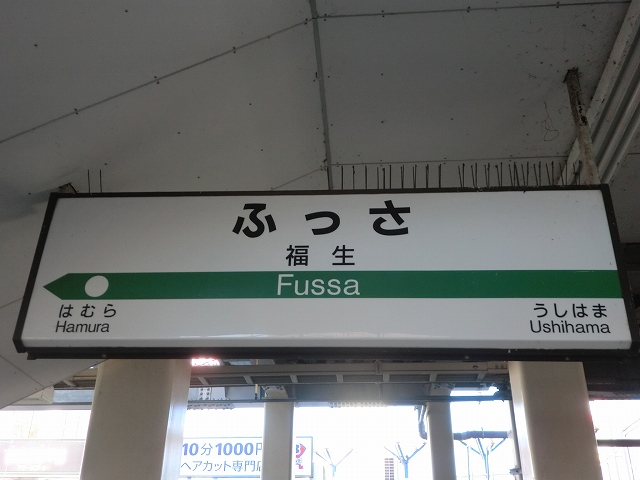 ふっさ
福生
Fussa
はむら
Hamura
うしはま
Ushihama
10分1000円
ヘアカット専門店